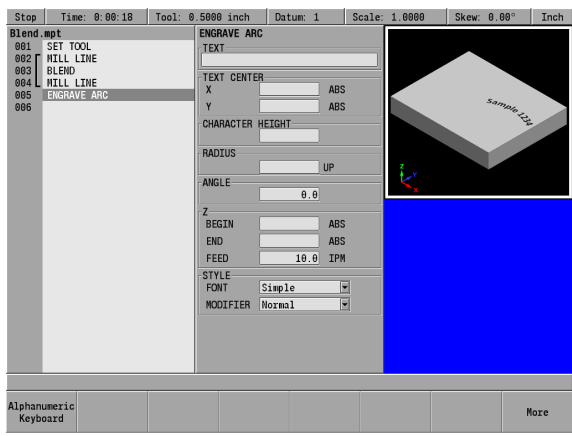 Stop Time: 0:00:18 Tool: 0.5000 inch Datum: 1 Scale: 1.0000 Skew: 0.00° Inch
Blend.mpt
001 SET TOOL
002 MILL LINE
003 BLEND
004 MILL LINE
005 ENGRAVE ARC
006
ENGRAVE ARC
TEXT
TEXT CENTER
X ABS
Y ABS
CHARACTER HEIGHT
RADIUS
UP
ANGLE
0.0
Z
BEGIN ABS
END ABS
FEED 10.0 IPM
STYLE
FONT Simple
MODIFIER Normal
Sample 1234
Z
Y
X
Alphanumeric
Keyboard
More